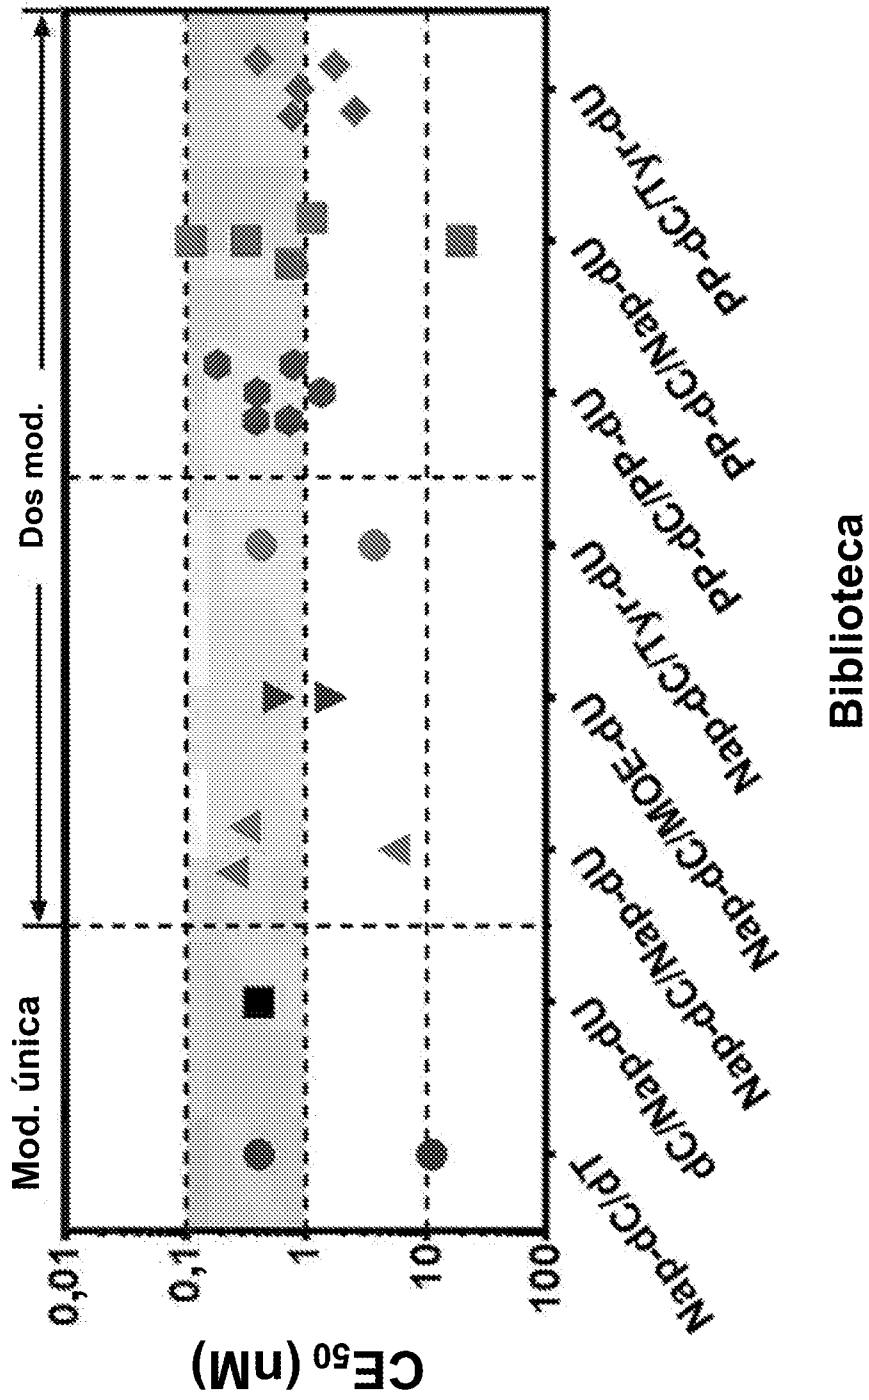 Mod. única
Dos mod.
CE50 (nM)
0,01
0,1
1
10
100
Nap-dC/dT
dC/Nap-dU
Nap-dC/Nap-dU
Nap-dC/MOE-dU
Nap-dC/Tyr-dU
PP-dC/PP-dU
PP-dC/Nap-dU
PP-dC/Tyr-dU
Biblioteca